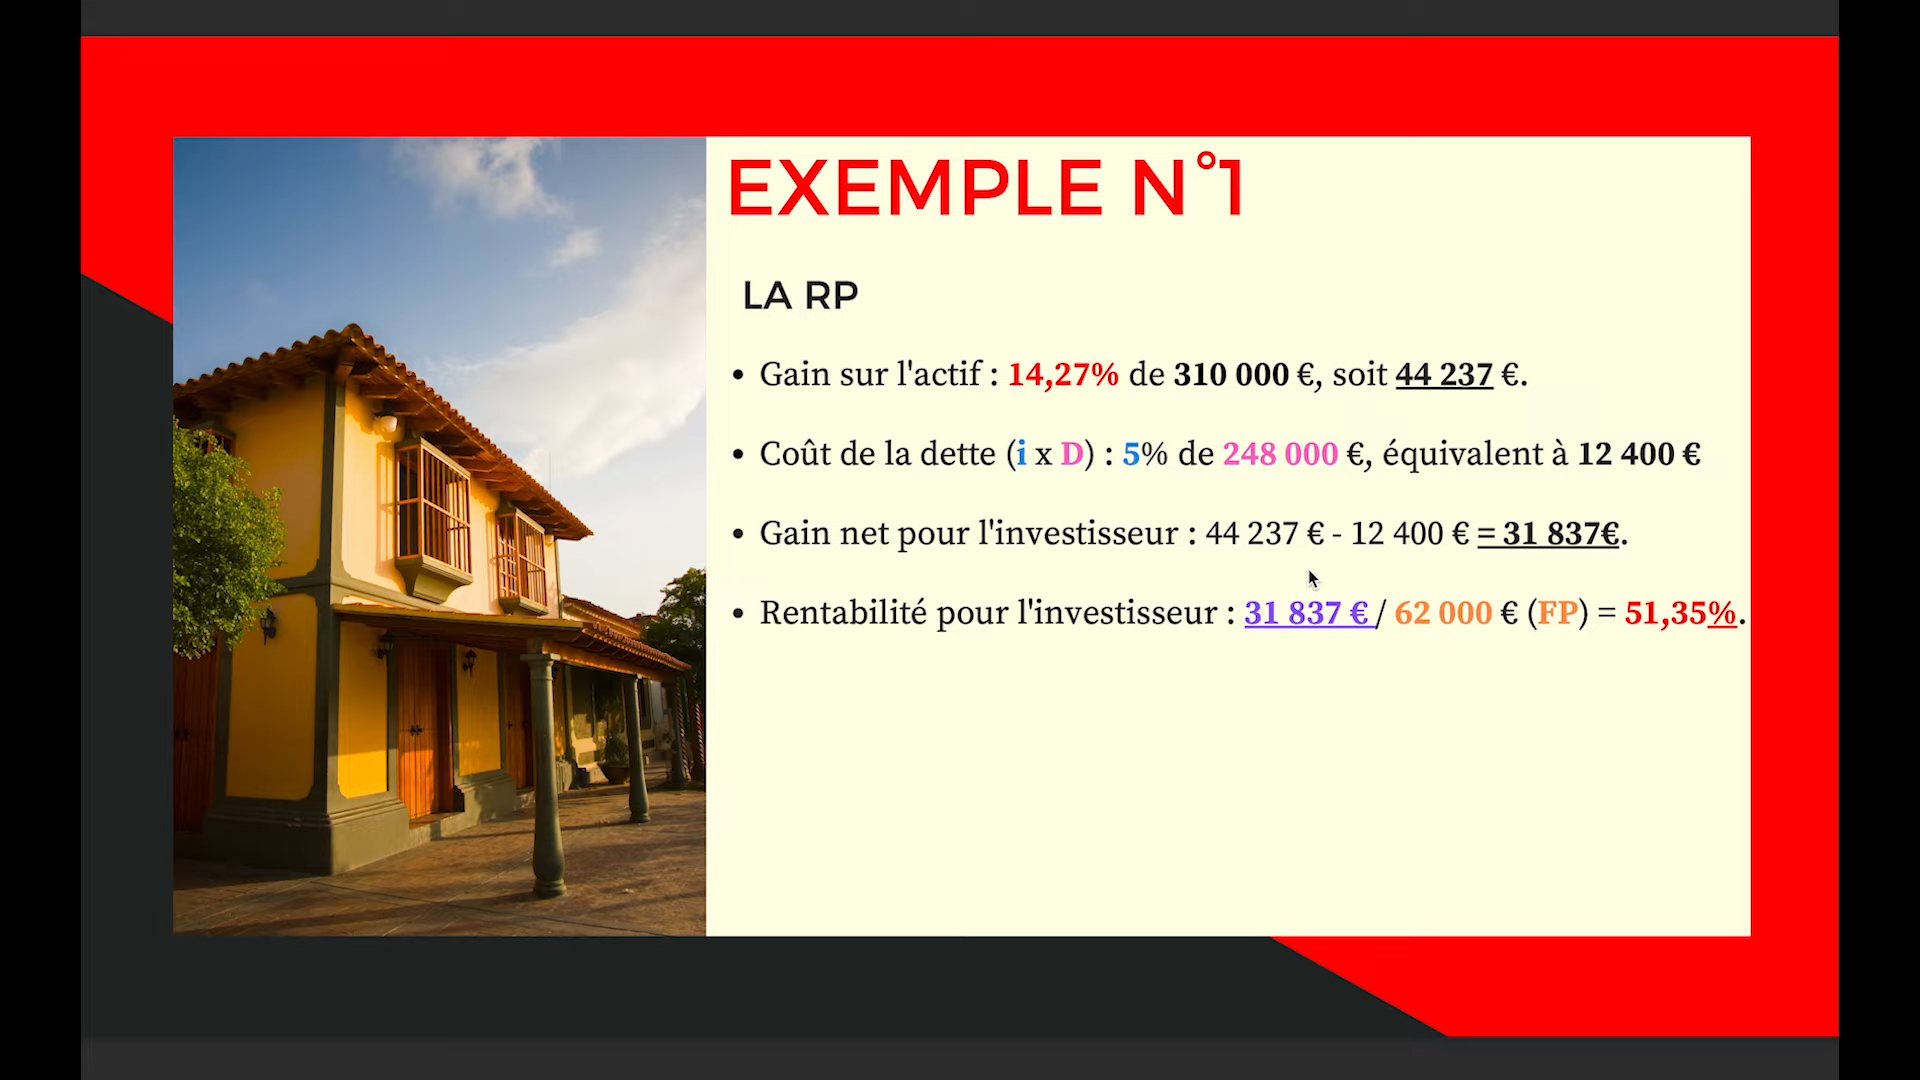 EXEMPLE N°1
LA RP
• Gain sur l'actif : 14,27% de 310 000 €, soit 44 237 €.
• Coût de la dette (i x D) : 5% de 248 000 €, équivalent à 12 400 €
• Gain net pour l'investisseur : 44 237 € - 12 400 € = 31 837€.
• Rentabilité pour l'investisseur : 31 837 € / 62 000 € (FP) = 51,35%.